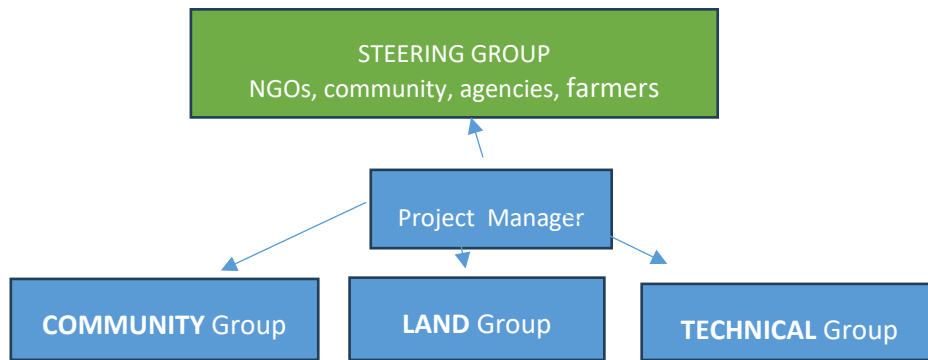 STEERING GROUP
NGOs, community, agencies, farmers
Project Manager
COMMUNITY Group
LAND Group
TECHNICAL Group